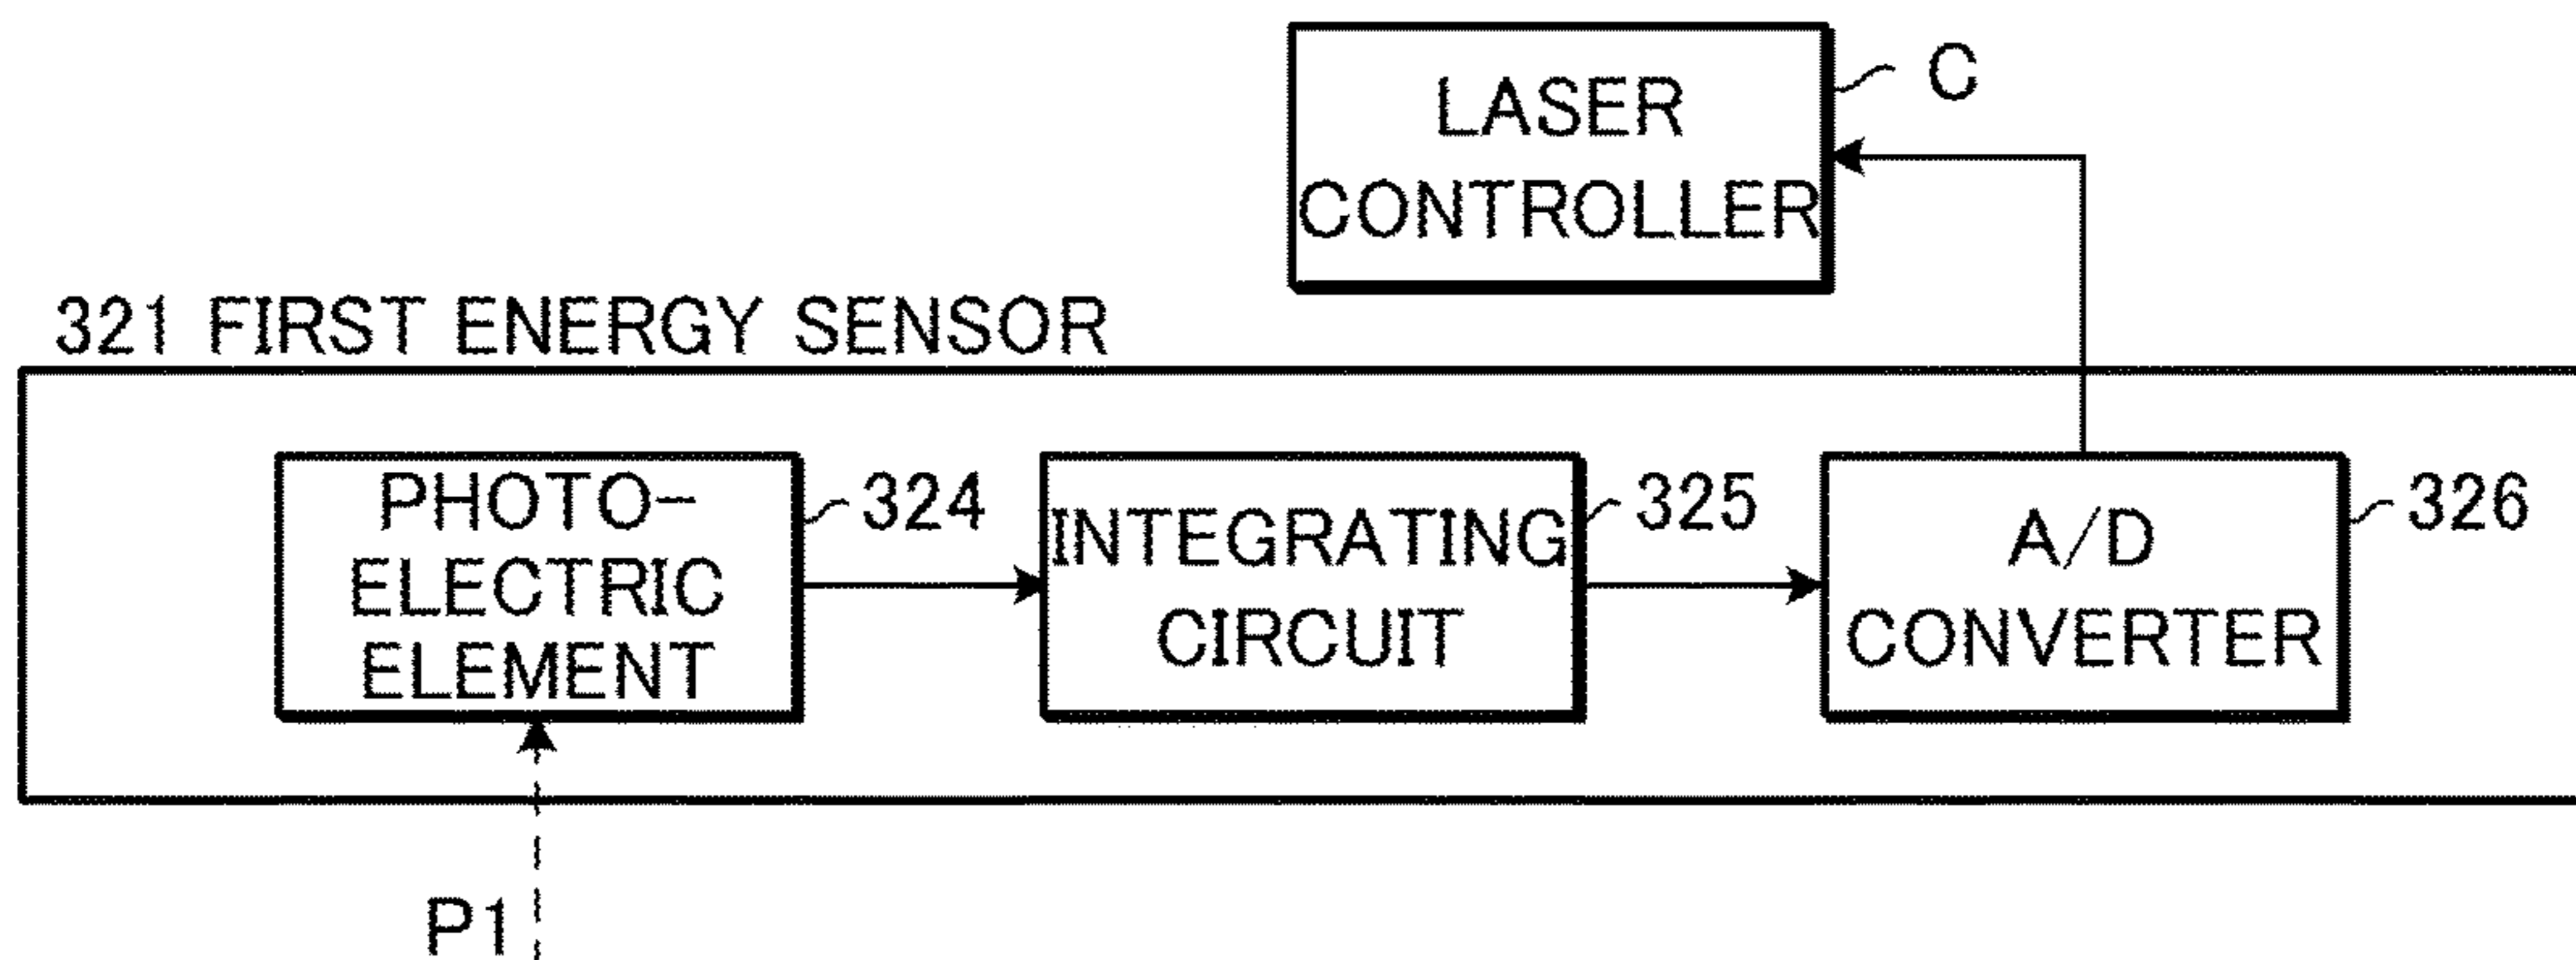 LASER
CONTROLLER
C
321 FIRST ENERGY SENSOR
PHOTO-
ELECTRIC
ELEMENT
324
INTEGRATING
CIRCUIT
325
A/D
CONVERTER
326
P1